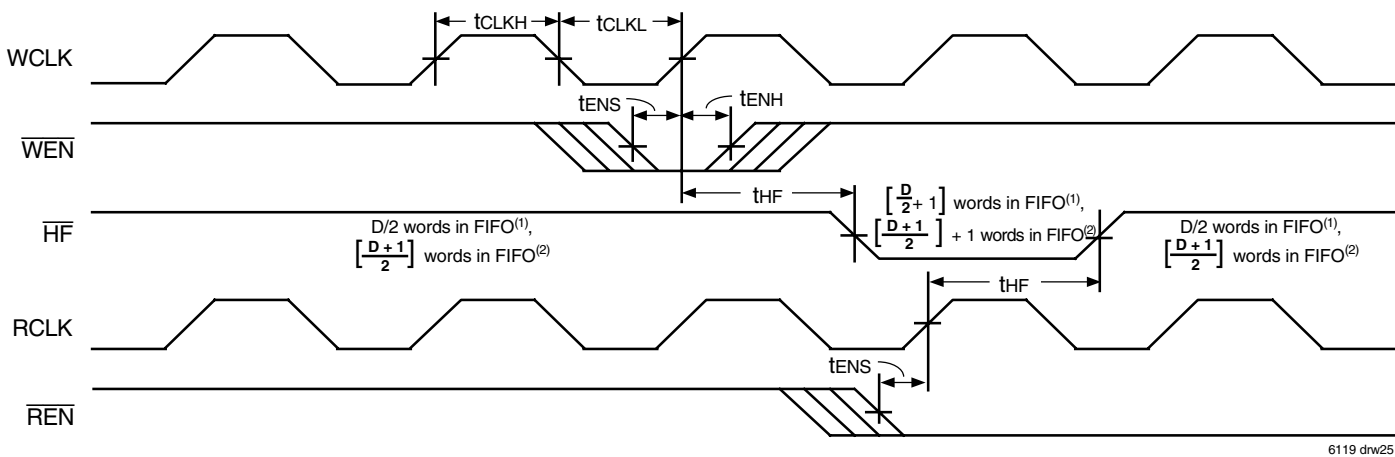 tCLKH tCLKL
WCLK
tENS tENH
WEN
tHF
[D/2 + 1] words in FIFO(1),
[D + 1/2] + 1 words in FIFO(2)
HF
D/2 words in FIFO(1),
[D + 1/2] words in FIFO(2)
D/2 words in FIFO(1),
[D + 1/2] words in FIFO(2)
tHF
RCLK
tENS
REN
6119 drw25